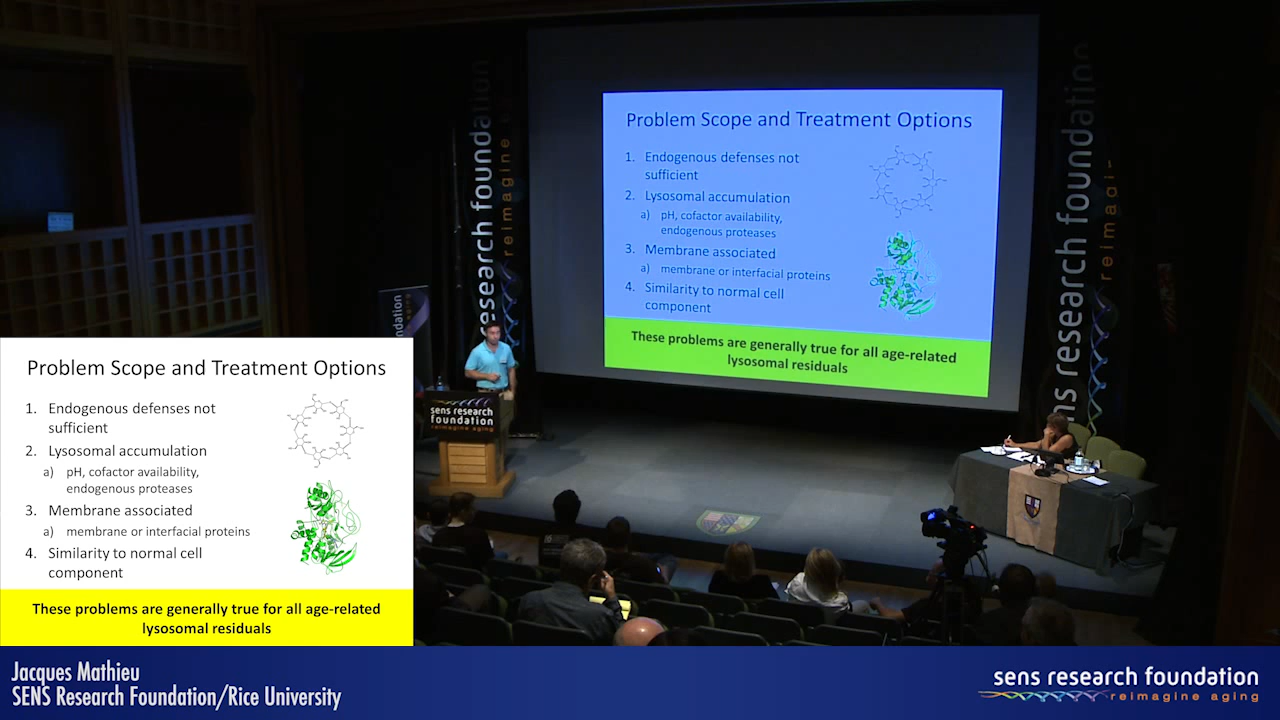 Problem Scope and Treatment Options
1. Endogenous defenses not
sufficient
2. Lysosomal accumulation
a) pH, cofactor availability,
endogenous proteases
3. Membrane associated
a) membrane or interfacial proteins
4. Similarity to normal cell
component
These problems are generally true for all age-related
lysosomal residuals
research foundation
reimagine
research foundation
reimagin
ndation
sens research
foundation
reimagine aging
Problem Scope and Treatment Options
1. Endogenous defenses not
sufficient
2. Lysosomal accumulation
a) pH, cofactor availability,
endogenous proteases
3. Membrane associated
a) membrane or interfacial proteins
4. Similarity to normal cell
component
These problems are generally true for all age-related
lysosomal residuals
Jacques Mathieu
SENS Research Foundation/Rice University
sens research foundation
reimagine aging